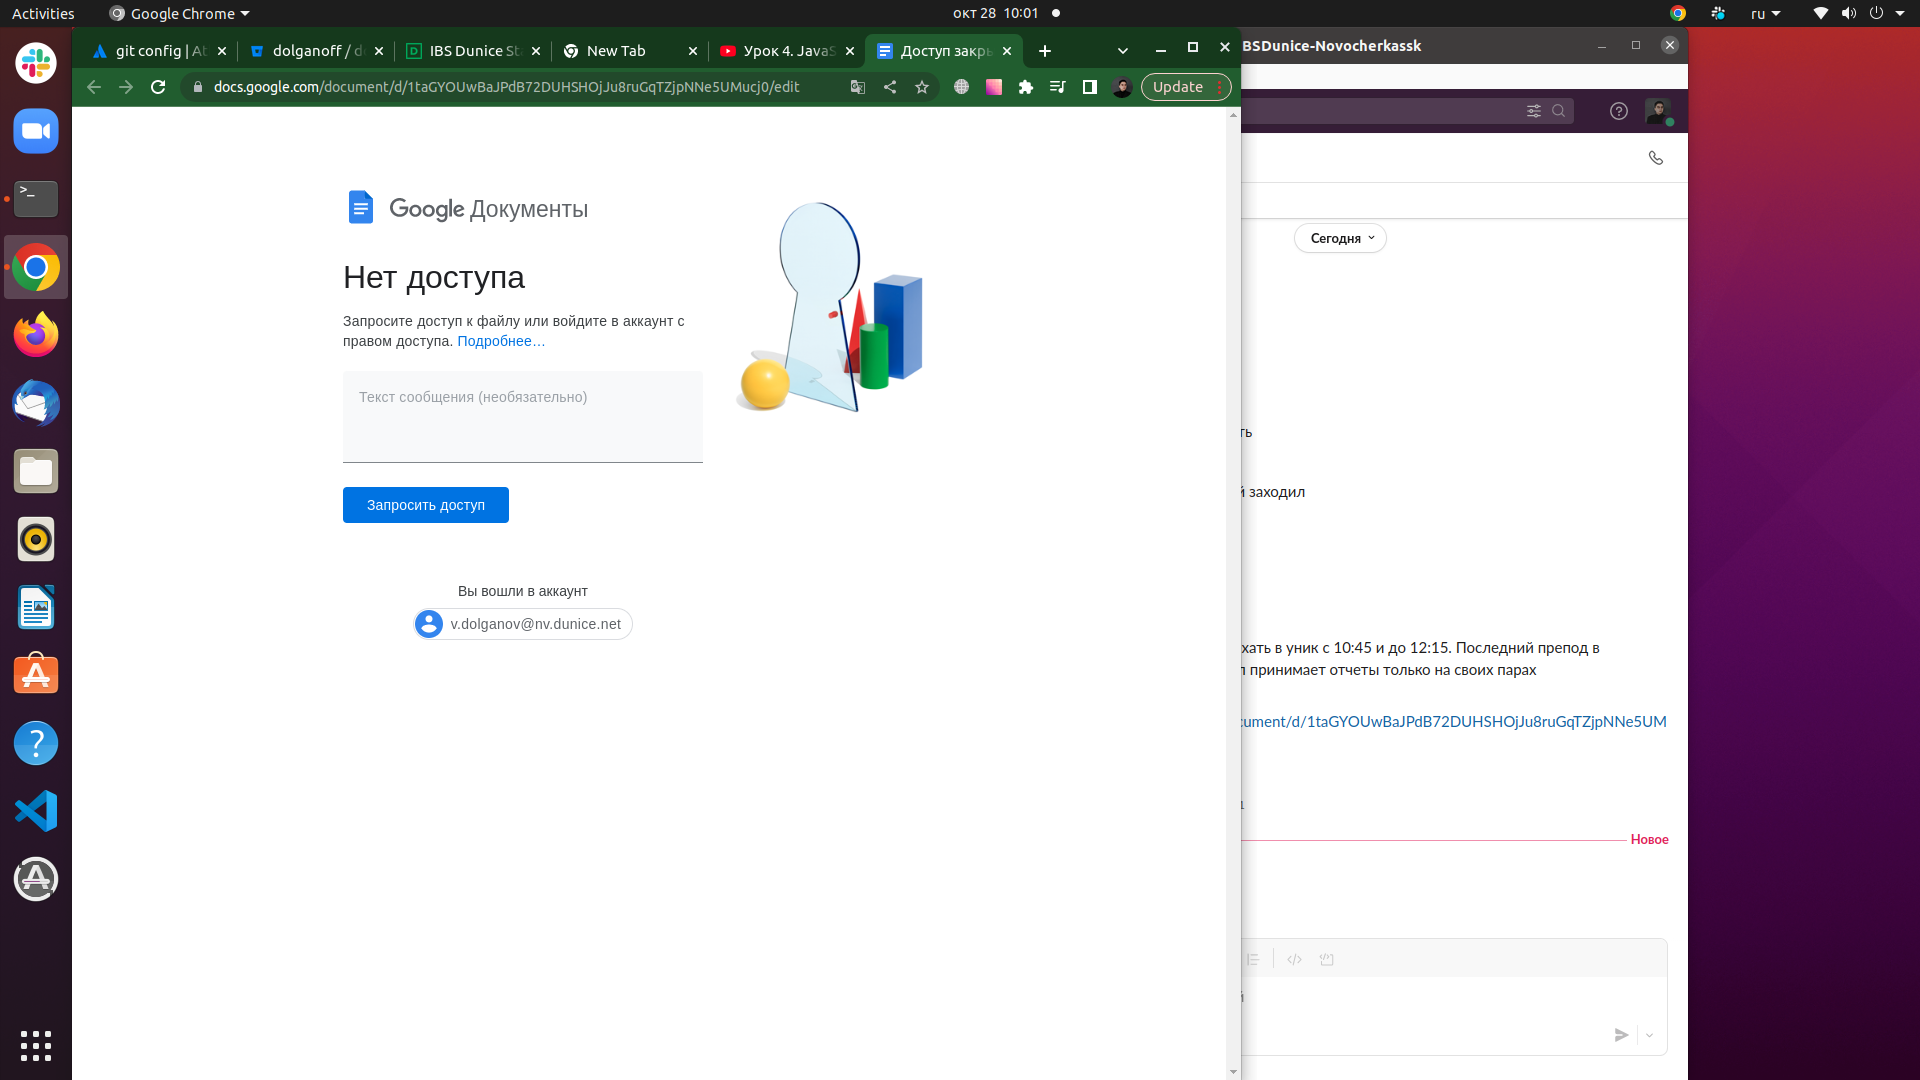 Activities
Google Chrome
окт 28 10:01
ru
git config | At
dolganoff / d
IBS Dunice St
New Tab
Урок 4. JavaS
Доступ закры
BSDunice-Novocherkassk
docs.google.com/document/d/1taGYOUwBaJPdB72DUHSHOjJu8ruGqTZjpNNe5UMucj0/edit
Update
Google Документы
Нет доступа
Запросите доступ к файлу или войдите в аккаунт с
правом доступа. Подробнее…
Текст сообщения (необязательно)
Запросить доступ
Вы вошли в аккаунт
v.dolganov@nv.dunice.net
Сегодня
ть
й заходил
хать в уник с 10:45 и до 12:15. Последний препод в
л принимает отчеты только на своих парах
cument/d/1taGYOUwBaJPdB72DUHSHOjJu8ruGqTZjpNNe5UM
Новое